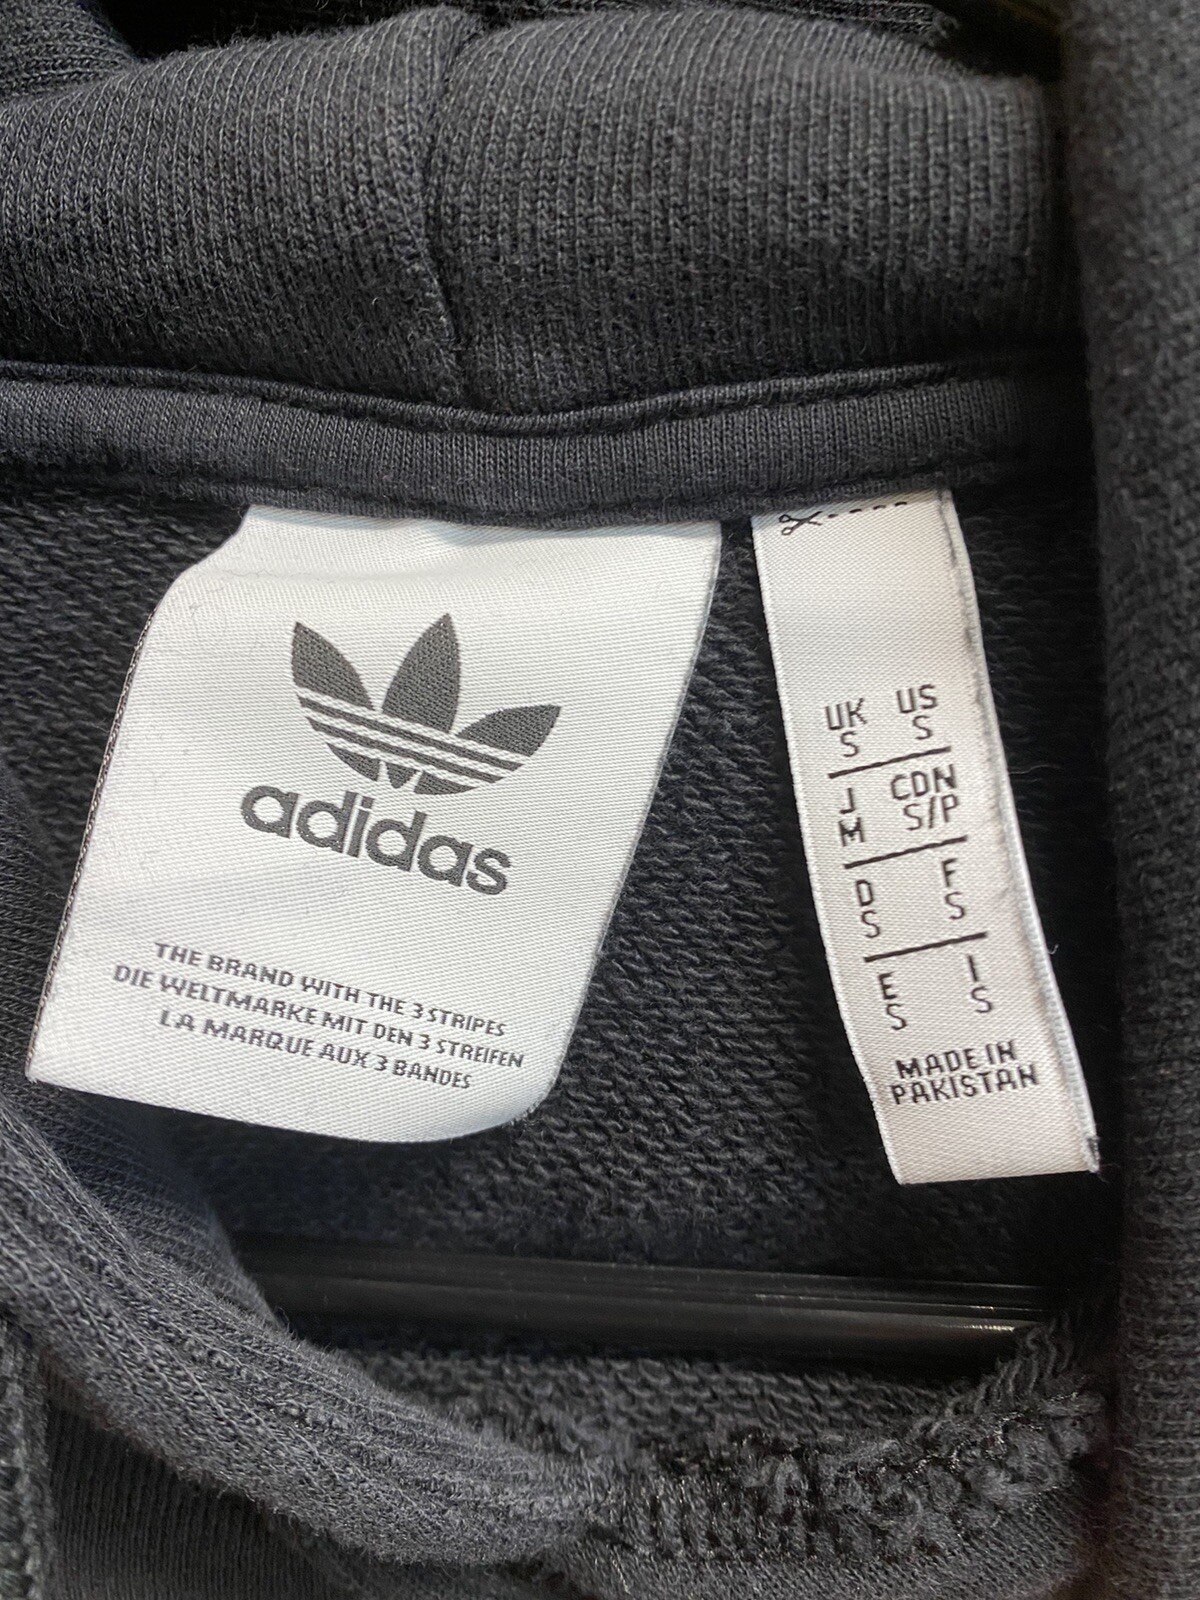 adidas
THE BRAND WITH THE 3 STRIPES
DIE WELTMARKE MIT DEN 3 STREIFEN
LA MARQUE AUX 3 BANDES
UK US
S S
J CDN
M S/P
D F
S S
E I
S S
MADE IN
PAKISTAN